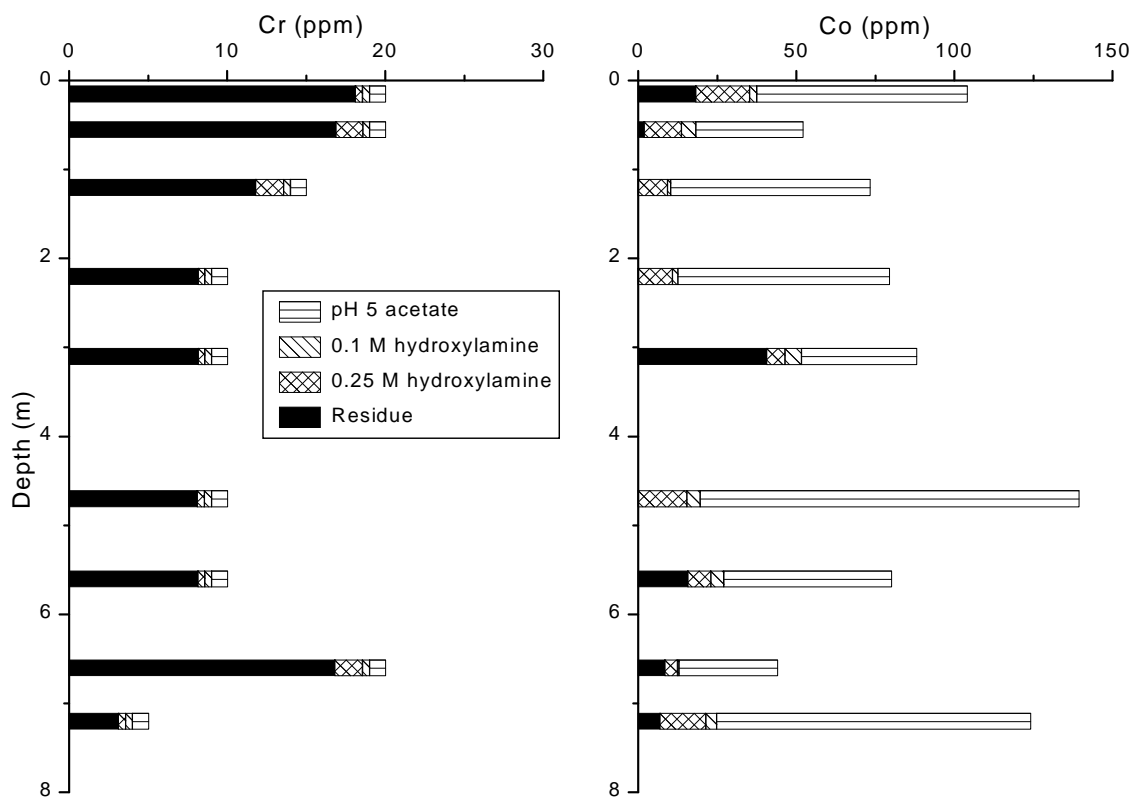 Cr (ppm)
0 10 20 30
Co (ppm)
0 50 100 150
0
2
4
6
8
Depth (m)
pH 5 acetate
0.1 M hydroxylamine
0.25 M hydroxylamine
Residue
0
2
4
6
8